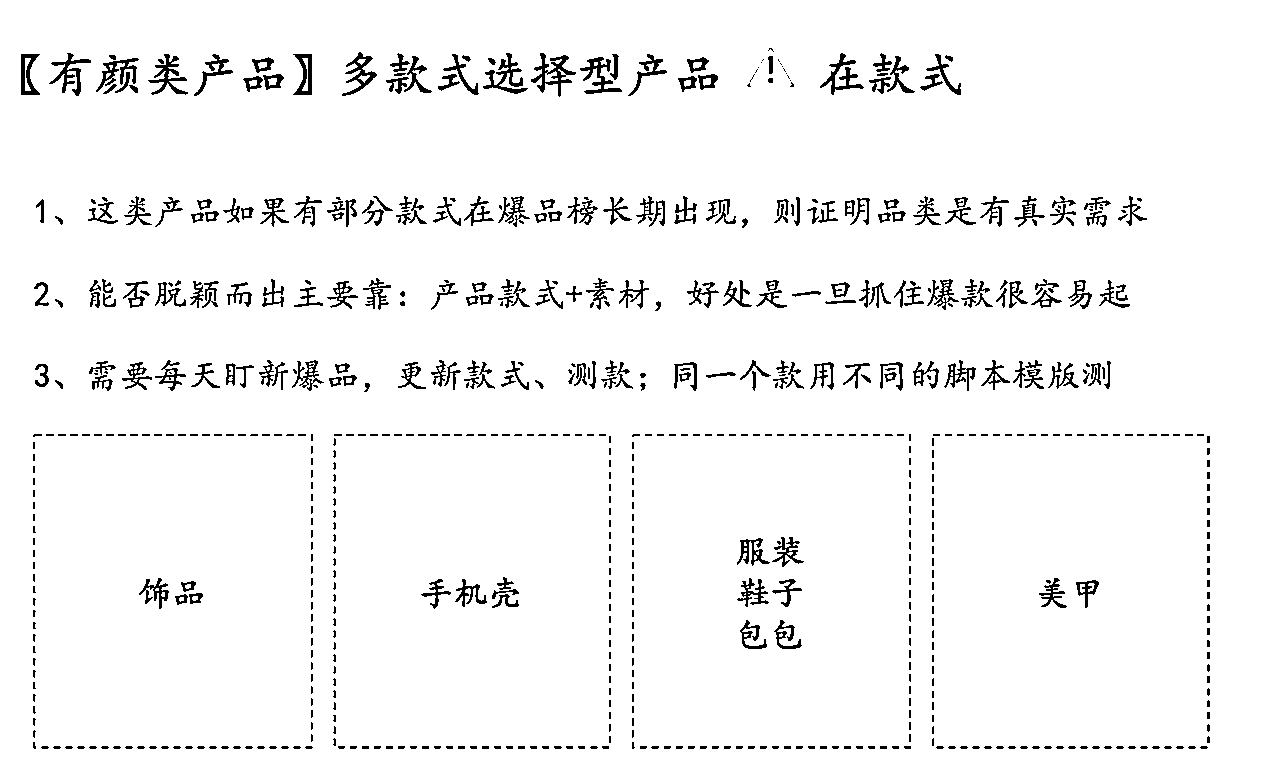 【有颜类产品】多款式选择型产品 ⚠ 在款式
1、这类产品如果有部分款式在爆品榜长期出现，则证明品类是有真实需求
2、能否脱颖而出主要靠：产品款式+素材，好处是一旦抓住爆款很容易起
3、需要每天盯新爆品，更新款式、测款；同一个款用不同的脚本模版测
饰品
手机壳
服装
鞋子
包包
美甲